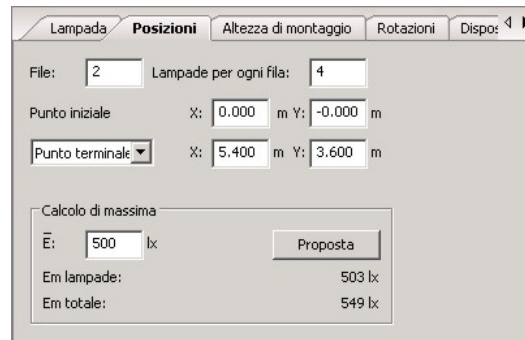 Lampada Posizioni Altezza di montaggio Rotazioni Dispos
File: 2 Lampade per ogni fila: 4
Punto iniziale X: 0.000 m Y: -0.000 m
Punto terminale X: 5.400 m Y: 3.600 m
Calcolo di massima
E̅: 500 lx Proposta
Em lampade: 503 lx
Em totale: 549 lx